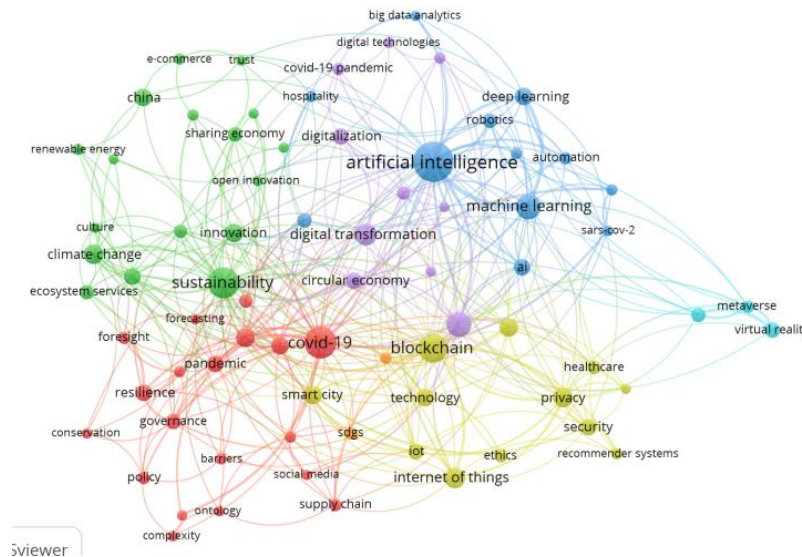 big data analytics
digital technologies
e-commerce
trust
covid-19 pandemic
china
hospitality
deep learning
robotics
sharing economy
digitalization
renewable energy
artificial intelligence
automation
open innovation
machine learning
culture
innovation
digital transformation
sars-cov-2
climate change
ai
sustainability
circular economy
ecosystem services
metaverse
forecasting
virtual realit
foresight
covid-19
blockchain
pandemic
healthcare
resilience
smart city
technology
privacy
governance
conservation
sdgs
security
iot
ethics
recommender systems
barriers
policy
social media
internet of things
supply chain
ontology
complexity
Sviewer